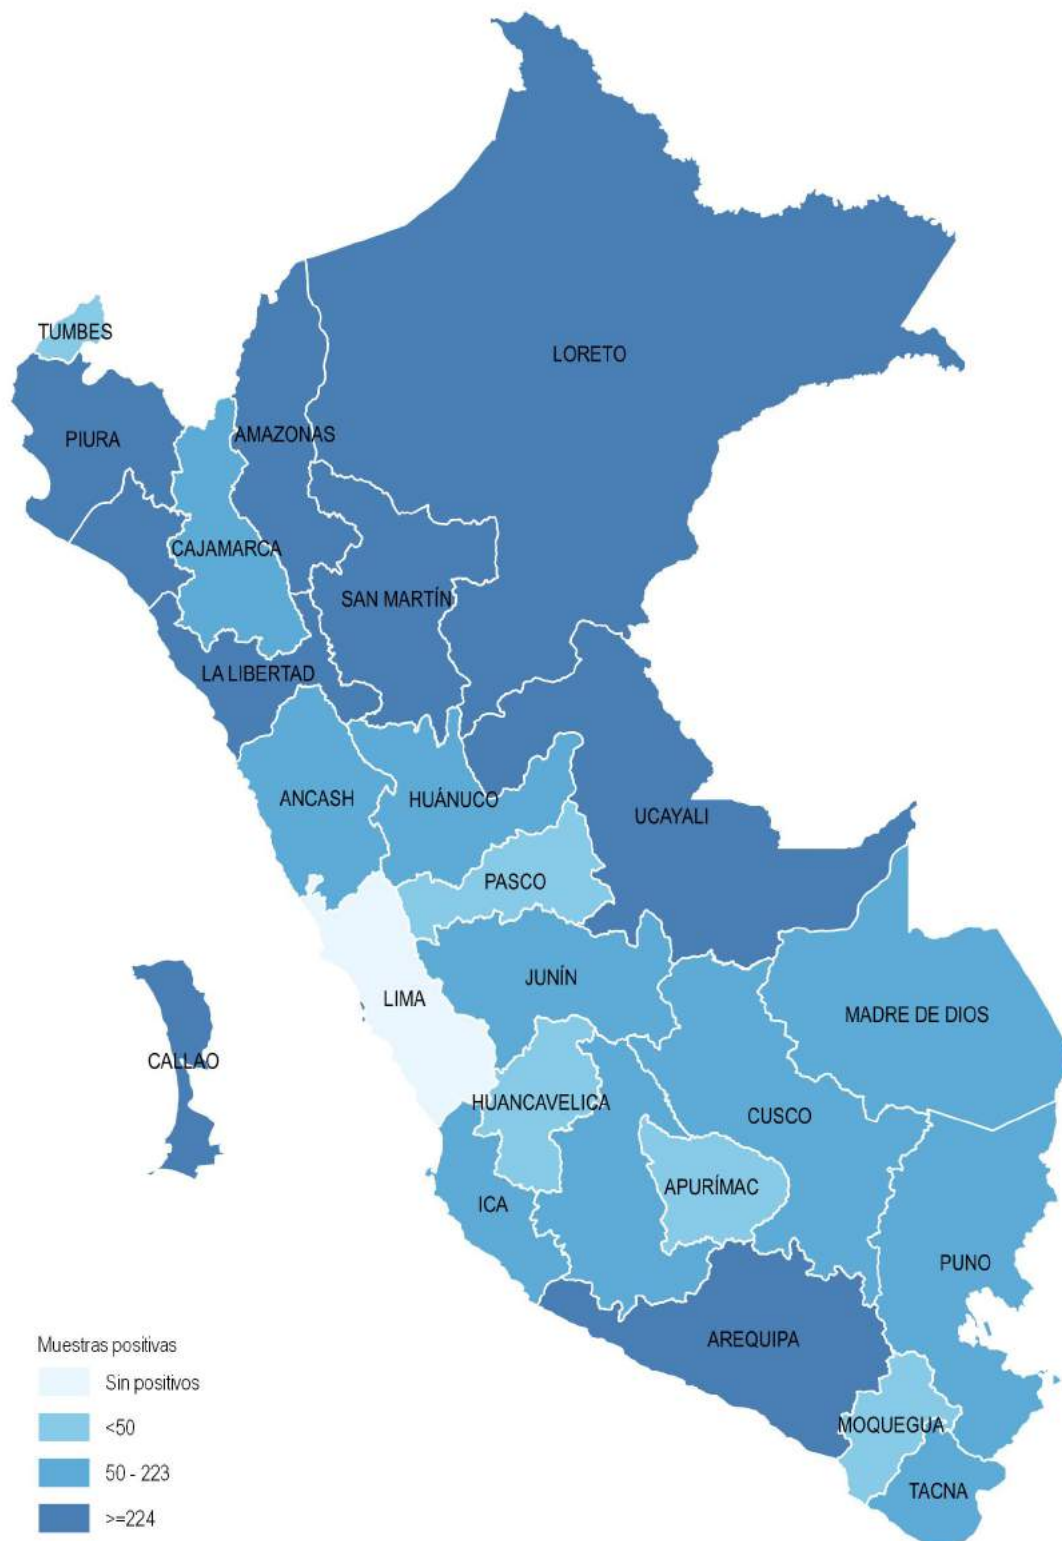 TUMBES
LORETO
PIURA
AMAZONAS
CAJAMARCA
SAN MARTÍN
LA LIBERTAD
ANCASH
HUÁNUCO
UCAYALI
PASCO
JUNÍN
LIMA
MADRE DE DIOS
CALLAO
HUANCAVELICA
CUSCO
APURÍMAC
ICA
PUNO
AREQUIPA
MOQUEGUA
TACNA
Muestras positivas
Sin positivos
<50
50 - 223
>=224